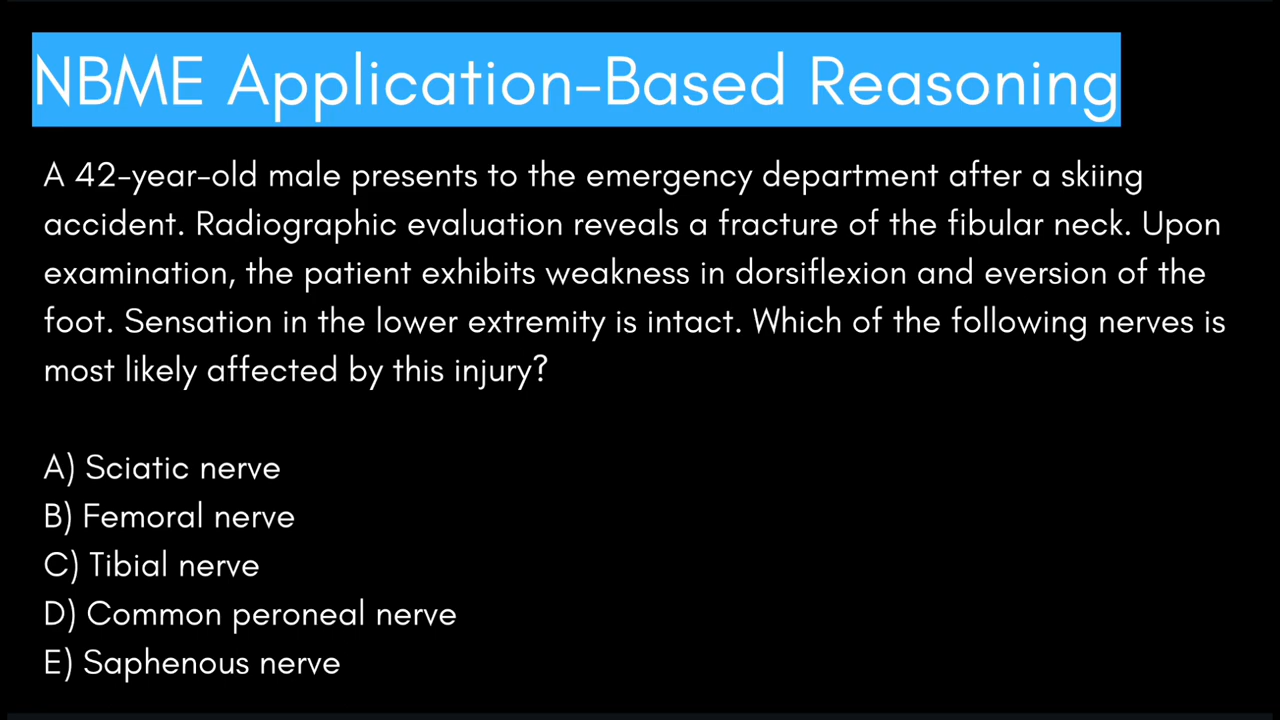 NBME Application-Based Reasoning
A 42-year-old male presents to the emergency department after a skiing
accident. Radiographic evaluation reveals a fracture of the fibular neck. Upon
examination, the patient exhibits weakness in dorsiflexion and eversion of the
foot. Sensation in the lower extremity is intact. Which of the following nerves is
most likely affected by this injury?
A) Sciatic nerve
B) Femoral nerve
C) Tibial nerve
D) Common peroneal nerve
E) Saphenous nerve